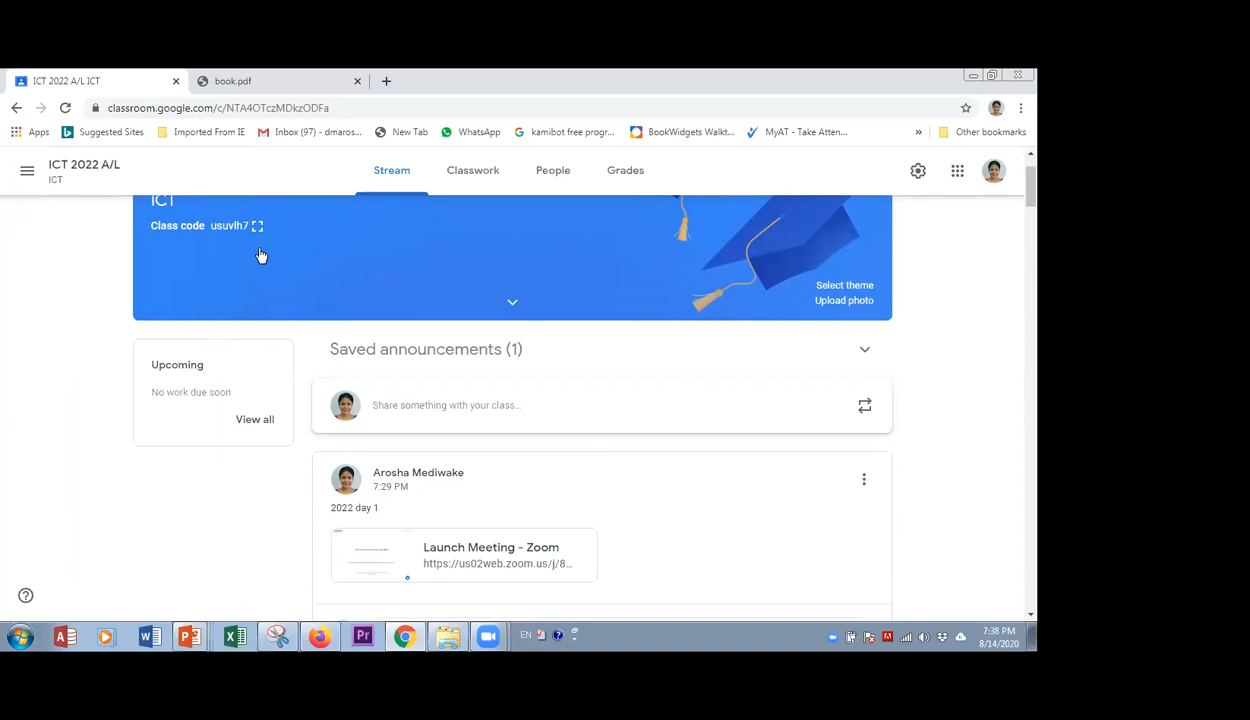 ICT 2022 A/L ICT
book.pdf
classroom.google.com/c/NTA4OTczMDkzODFa
Apps
Suggested Sites
Imported From IE
Inbox (97) - dmaros...
New Tab
WhatsApp
kamibot free progr...
BookWidgets Walkt...
MyAT - Take Atten...
»
Other bookmarks
ICT 2022 A/L
ICT
Stream
Classwork
People
Grades
ICT
Class code usuvlh7
Select theme
Upload photo
Upcoming
No work due soon
View all
Saved announcements (1)
Share something with your class...
Arosha Mediwake
7:29 PM
2022 day 1
Launch Meeting - Zoom
https://us02web.zoom.us/j/8...
EN
7:38 PM
8/14/2020